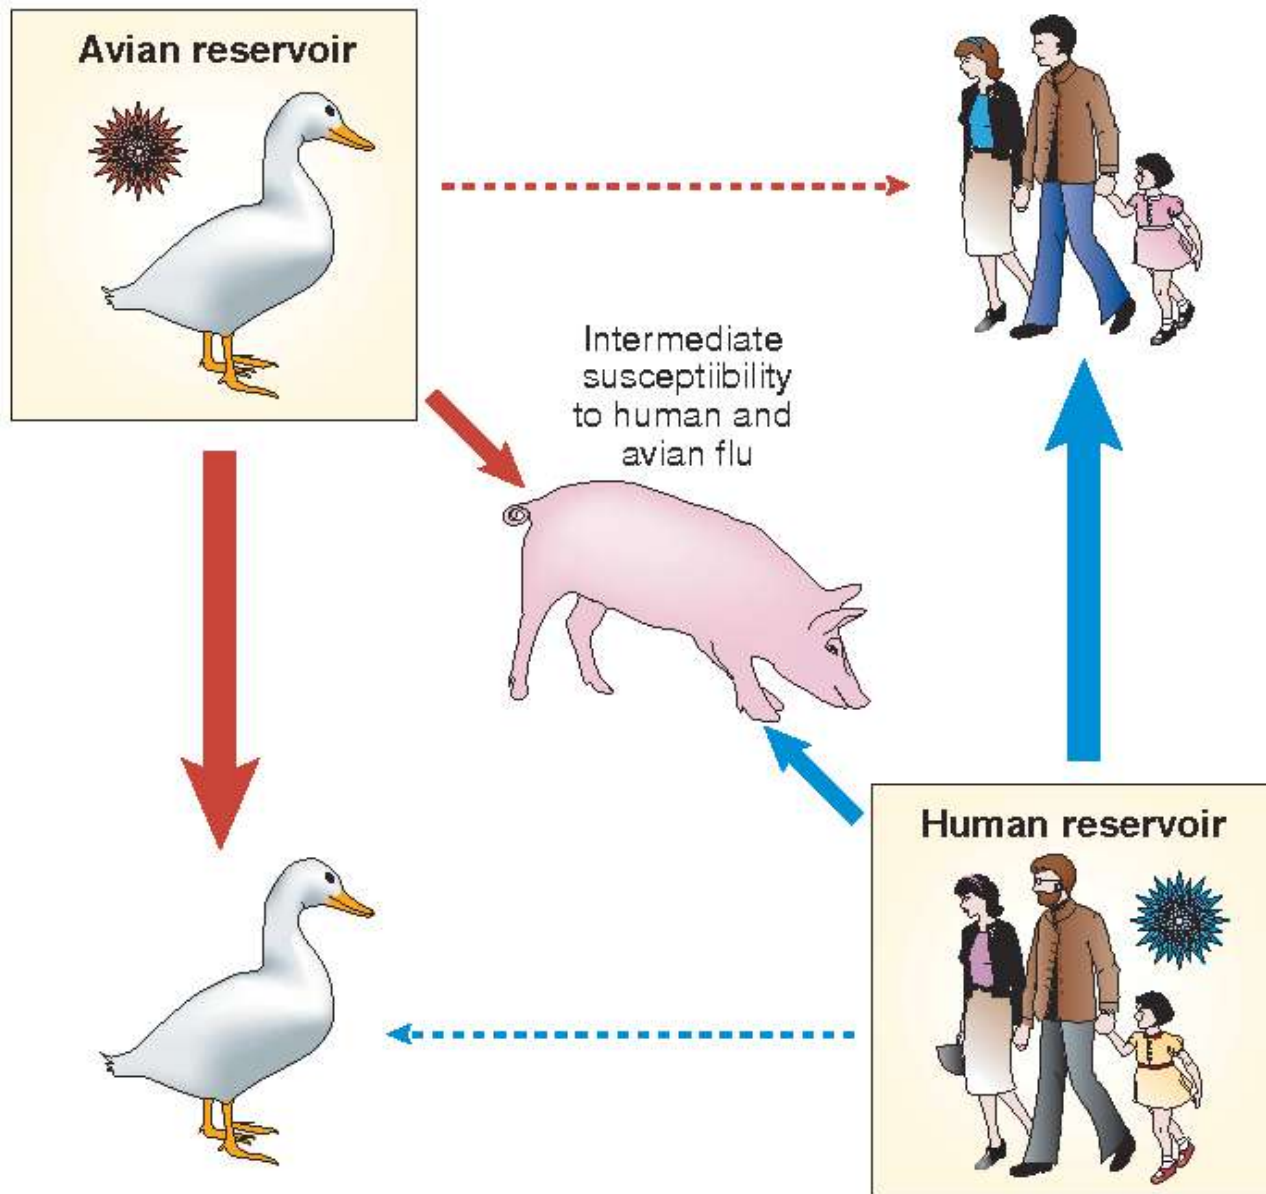 Avian reservoir
Intermediate
susceptiibility
to human and
avian flu
Human reservoir